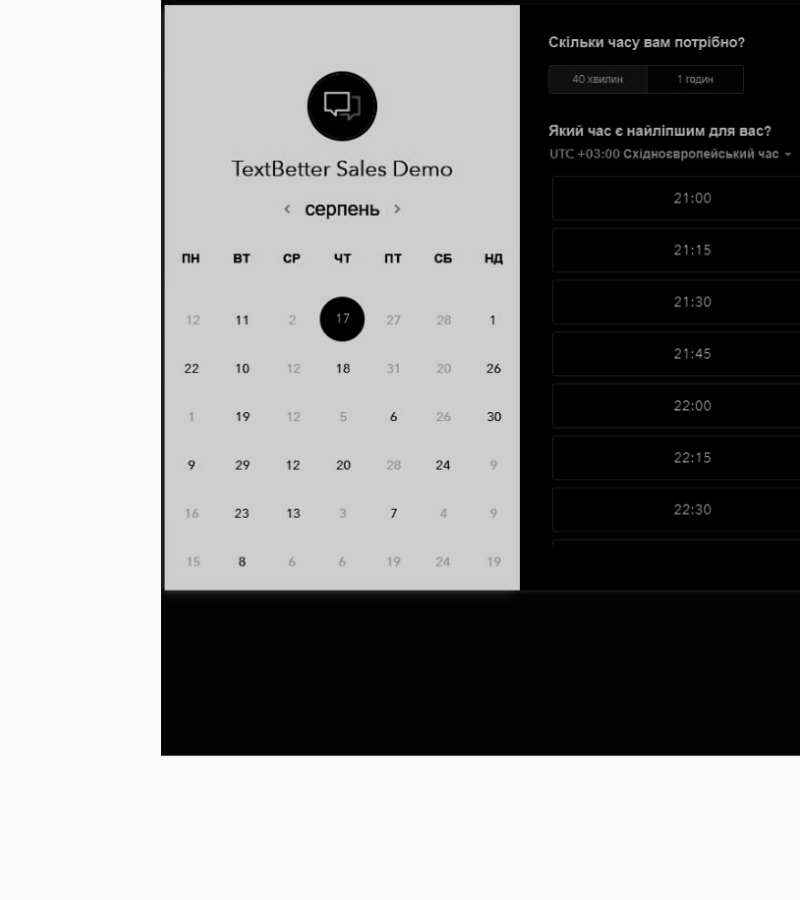 TextBetter Sales Demo
серпень
ПН ВТ СР ЧТ ПТ СБ НД
12 11 2 17 27 28 1
22 10 12 18 31 20 26
1 19 12 5 6 26 30
9 29 12 20 28 24 9
16 23 13 3 7 4 9
15 8 6 6 19 24 19
Скільки часу вам потрібно?
40 хвилин 1 годин
Який час є найліпшим для вас?
UTC +03:00 Східноєвропейський час
21:00
21:15
21:30
21:45
22:00
22:15
22:30